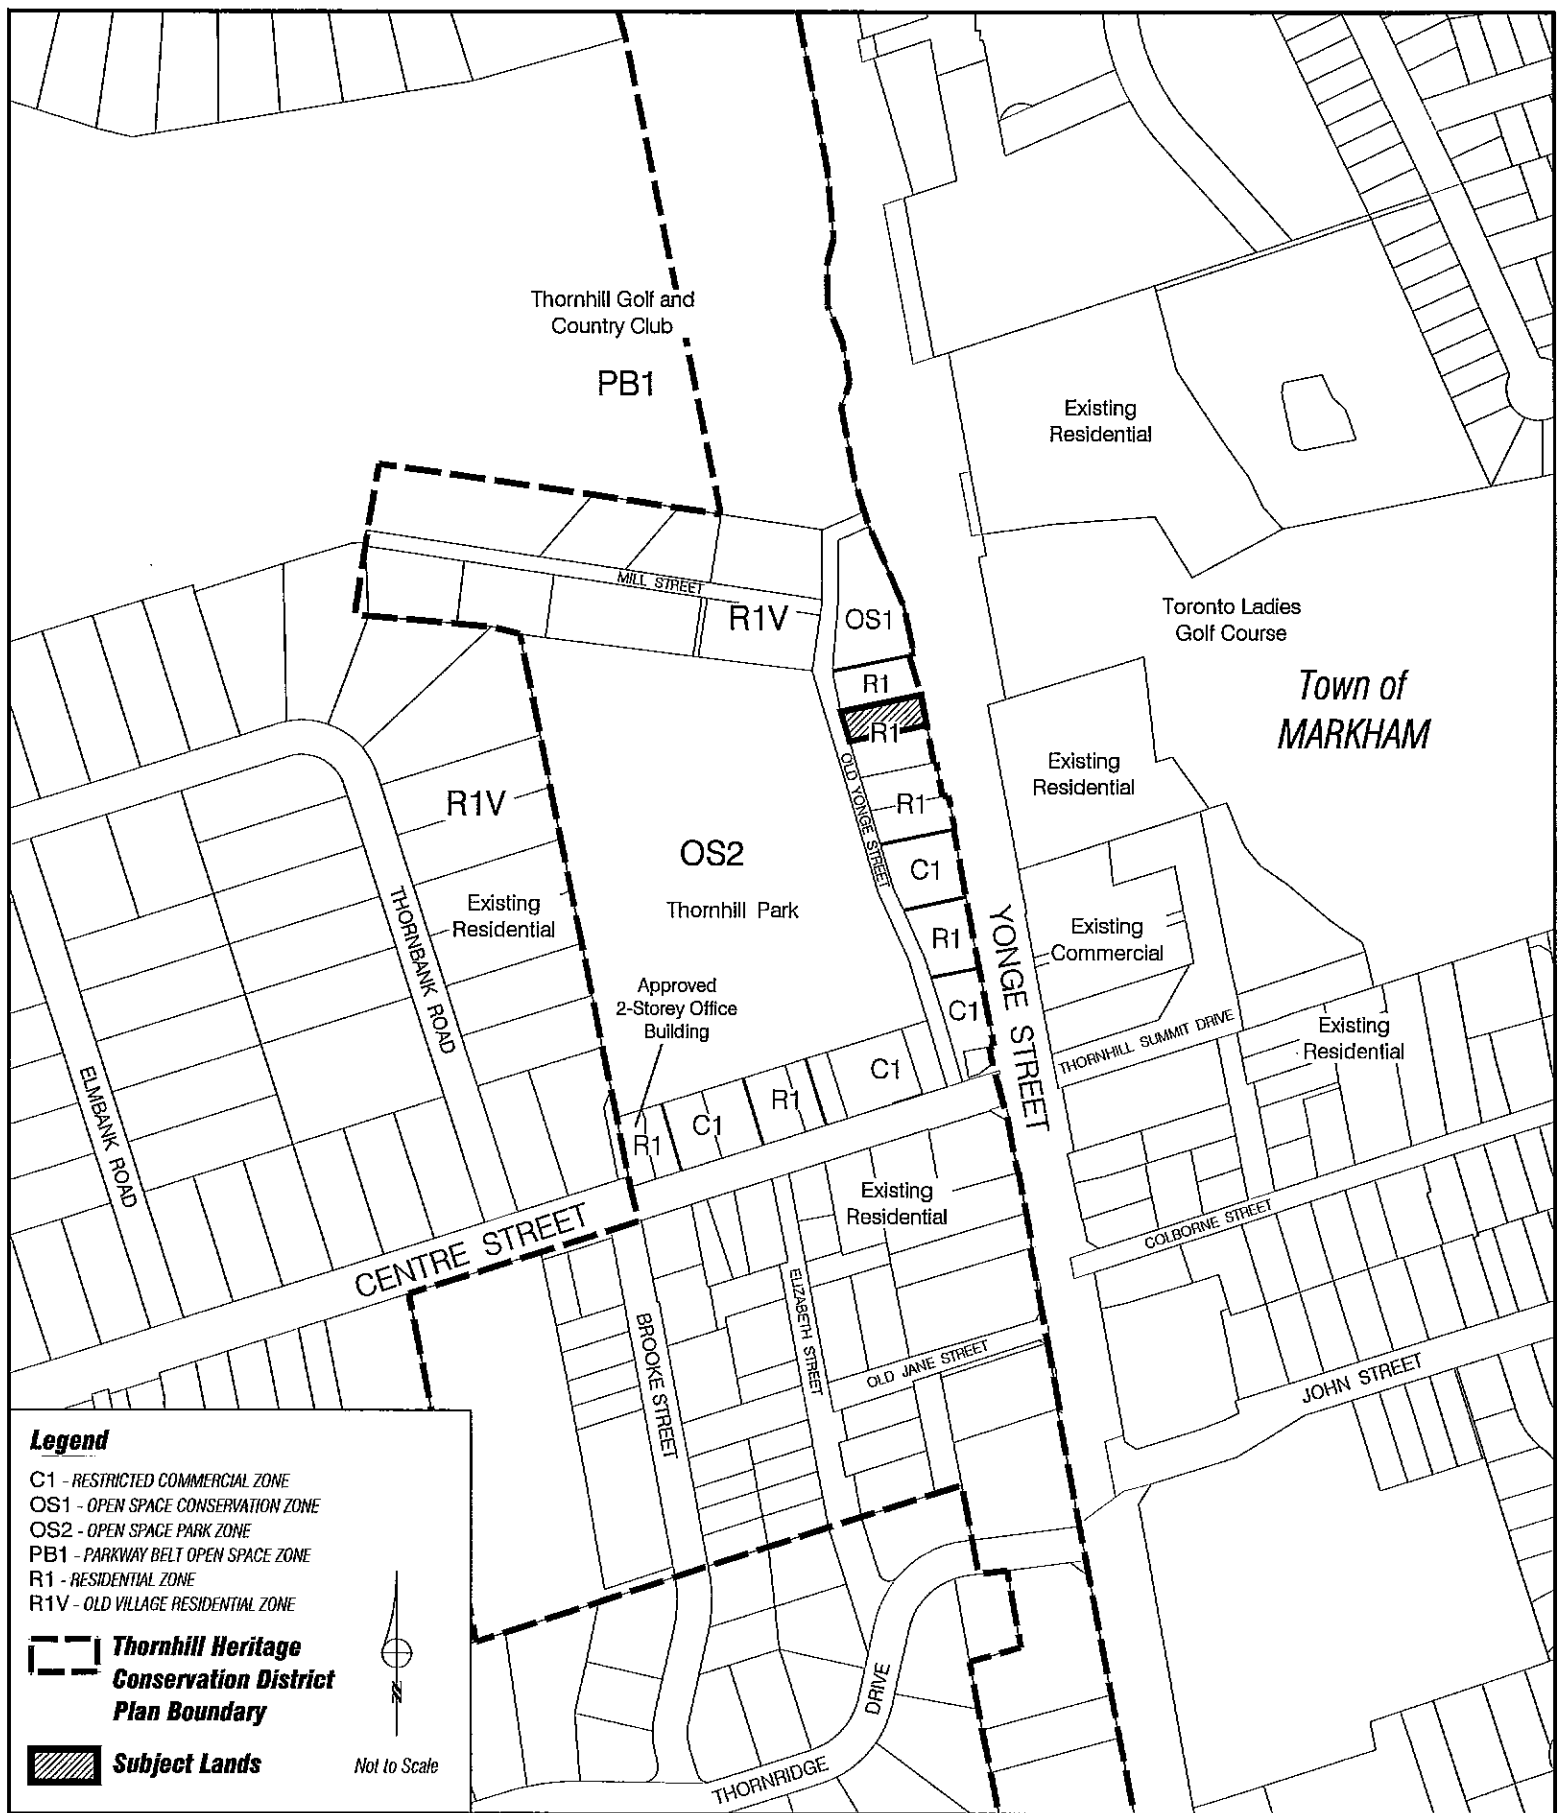 Thornhill Golf and
Country Club
PB1
Existing
Residential
MILL STREET
R1V
OS1
Toronto Ladies
Golf Course
R1
Town of
MARKHAM
R1
Existing
Residential
OLD YONGE STREET
R1
R1V
OS2
C1
Thornhill Park
Existing
Residential
THORNBANK ROAD
R1
YONGE STREET
Existing
Commercial
Approved
2-Storey Office
Building
C1
THORNHILL SUMMIT DRIVE
Existing
Residential
ELMBANK ROAD
C1
R1
C1
R1
Existing
Residential
CENTRE STREET
COLBORNE STREET
ELIZABETH STREET
BROOKE STREET
OLD JANE STREET
JOHN STREET
Legend
C1 - RESTRICTED COMMERCIAL ZONE
OS1 - OPEN SPACE CONSERVATION ZONE
OS2 - OPEN SPACE PARK ZONE
PB1 - PARKWAY BELT OPEN SPACE ZONE
R1 - RESIDENTIAL ZONE
R1V - OLD VILLAGE RESIDENTIAL ZONE
Thornhill Heritage
Conservation District
Plan Boundary
N
Subject Lands
Not to Scale
THORNRIDGE DRIVE